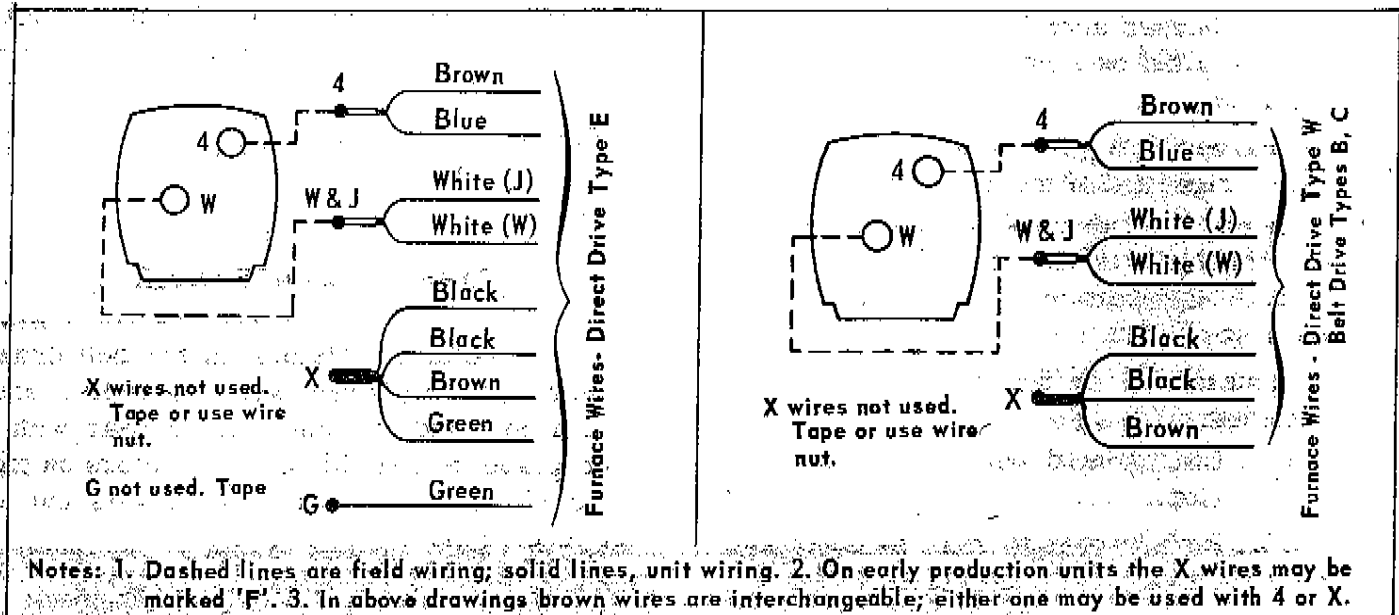 4
Brown
Blue
4
W
W & J
White (J)
White (W)
Black
Black
Brown
Green
X
X wires not used.
Tape or use wire
nut.
G not used. Tape
G
Green
Furnace Wires- Direct Drive Type E
4
Brown
Blue
4
W
W & J
White (J)
White (W)
Black
Black
Brown
X
X wires not used.
Tape or use wire
nut.
Furnace Wires - Direct Drive Type W
Belt Drive Types B, C
Notes: 1. Dashed lines are field wiring; solid lines, unit wiring. 2. On early production units the X wires may be
marked 'F'. 3. In above drawings brown wires are interchangeable; either one may be used with 4 or X.